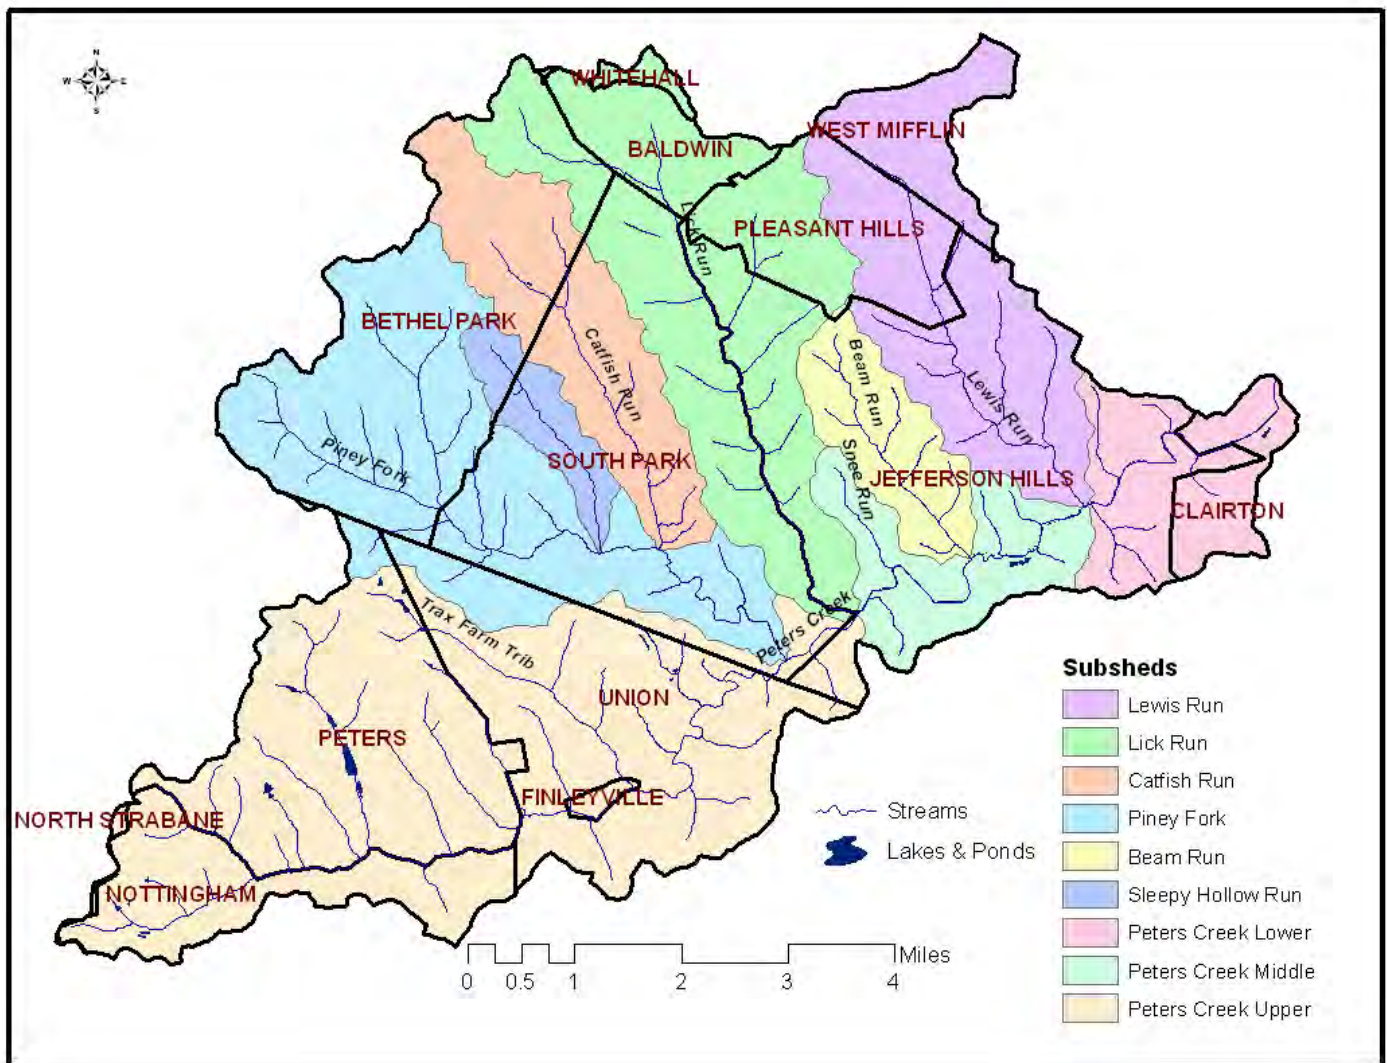 N
W E
S
WHITEHALL
WEST MIFFLIN
BALDWIN
Lick Run
PLEASANT HILLS
BETHEL PARK
Catfish Run
Beam Run
Lewis Run
Piney Fork
SOUTH PARK
Snee Run
JEFFERSON HILLS
CLAIRTON
Trax Farm Trib
Peters Creek
UNION
PETERS
FINLEYVILLE
NORTH STRABANE
NOTTINGHAM
Streams
Lakes & Ponds
Miles
0 0.5 1 2 3 4
Subsheds
Lewis Run
Lick Run
Catfish Run
Piney Fork
Beam Run
Sleepy Hollow Run
Peters Creek Lower
Peters Creek Middle
Peters Creek Upper